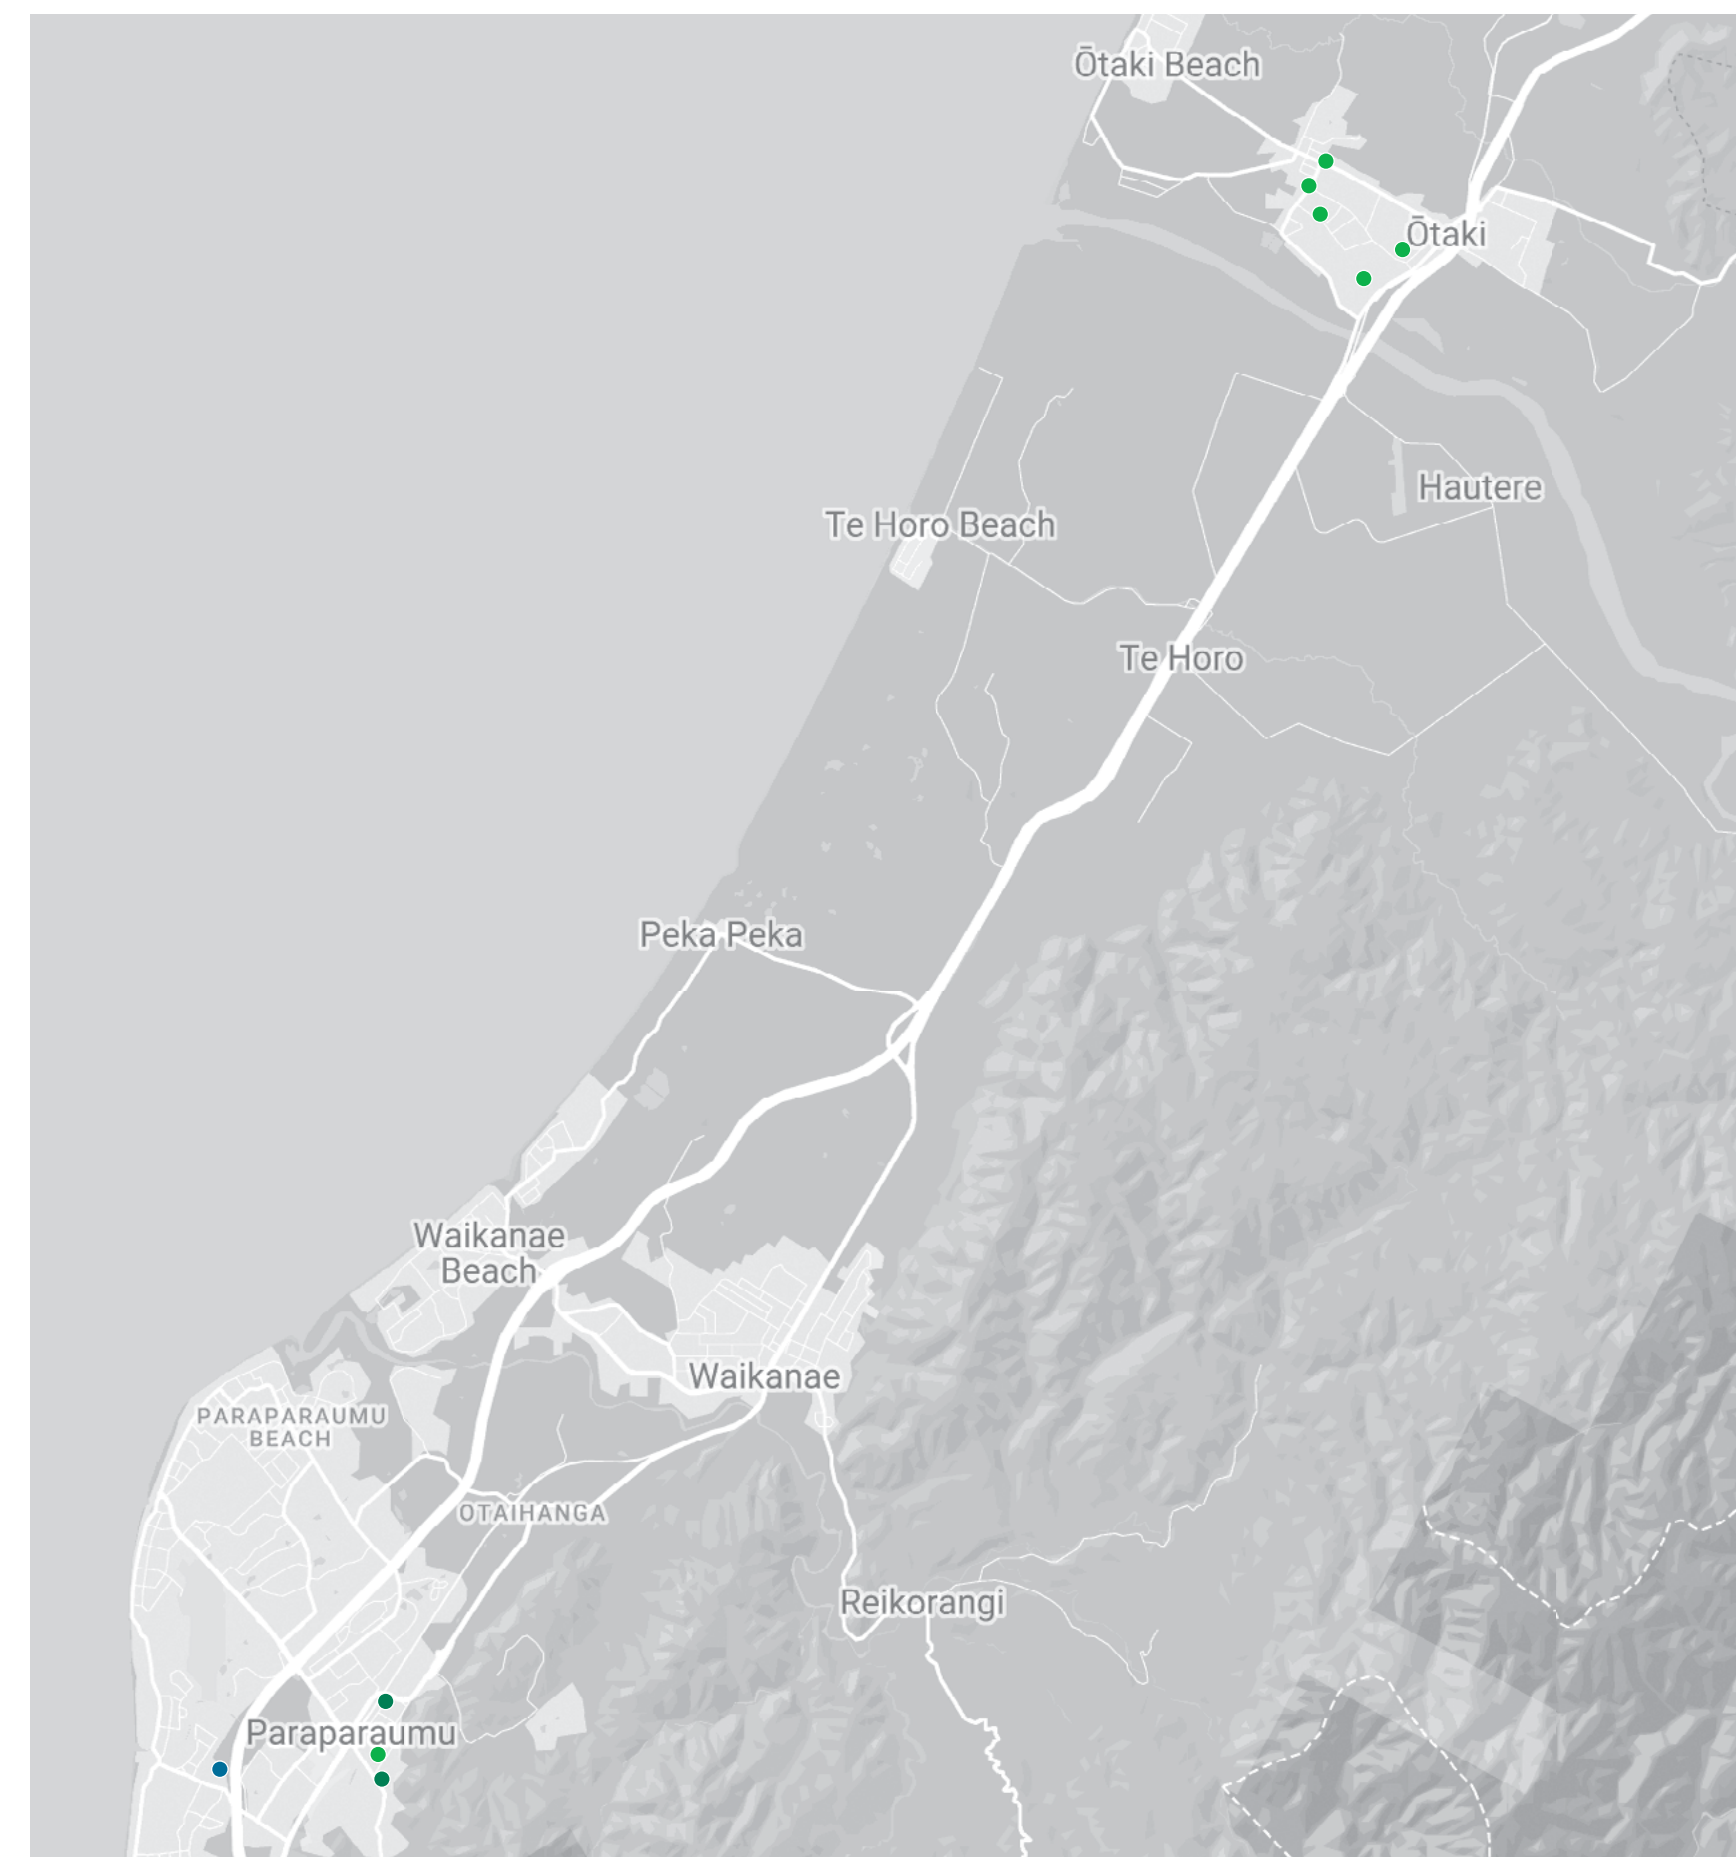 Ōtaki Beach
Ōtaki
Hautere
Te Horo Beach
Te Horo
Peka Peka
Waikanae
Beach
Waikanae
PARAPARAUMU
BEACH
OTAIHANGA
Reikorangi
Paraparaumu